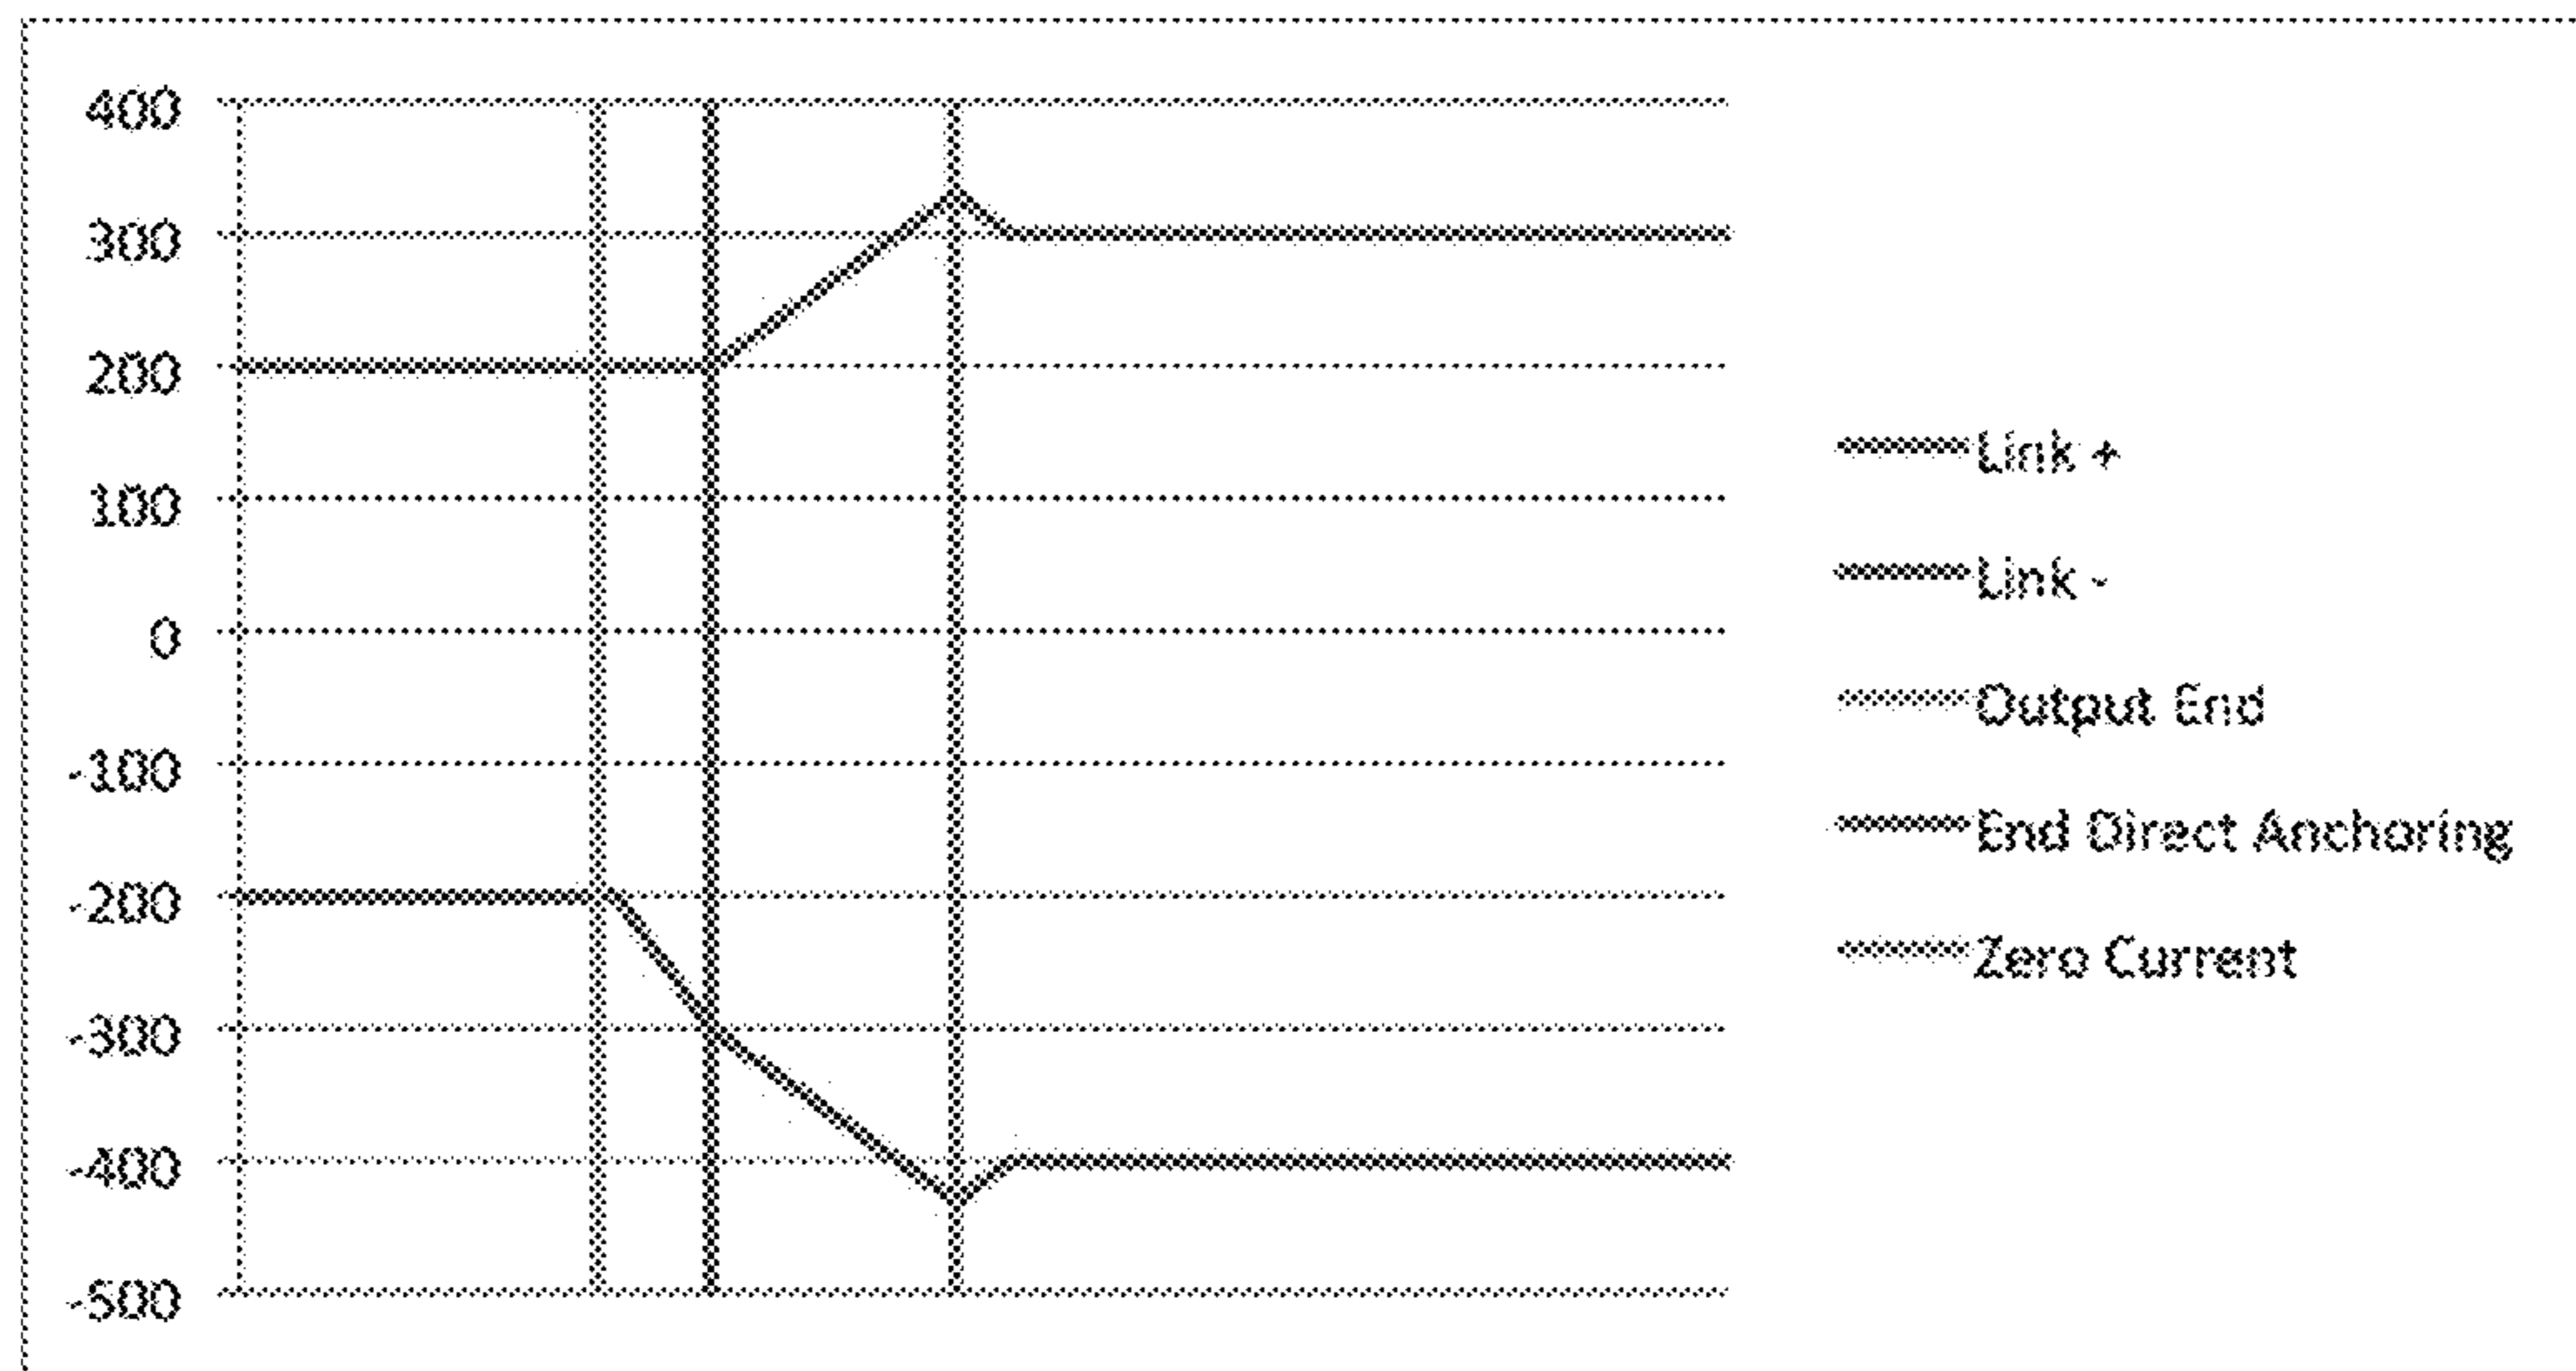 400
300
200
100
0
-100
-200
-300
-400
-500
Link +
Link -
Output End
End Direct Anchoring
Zero Current